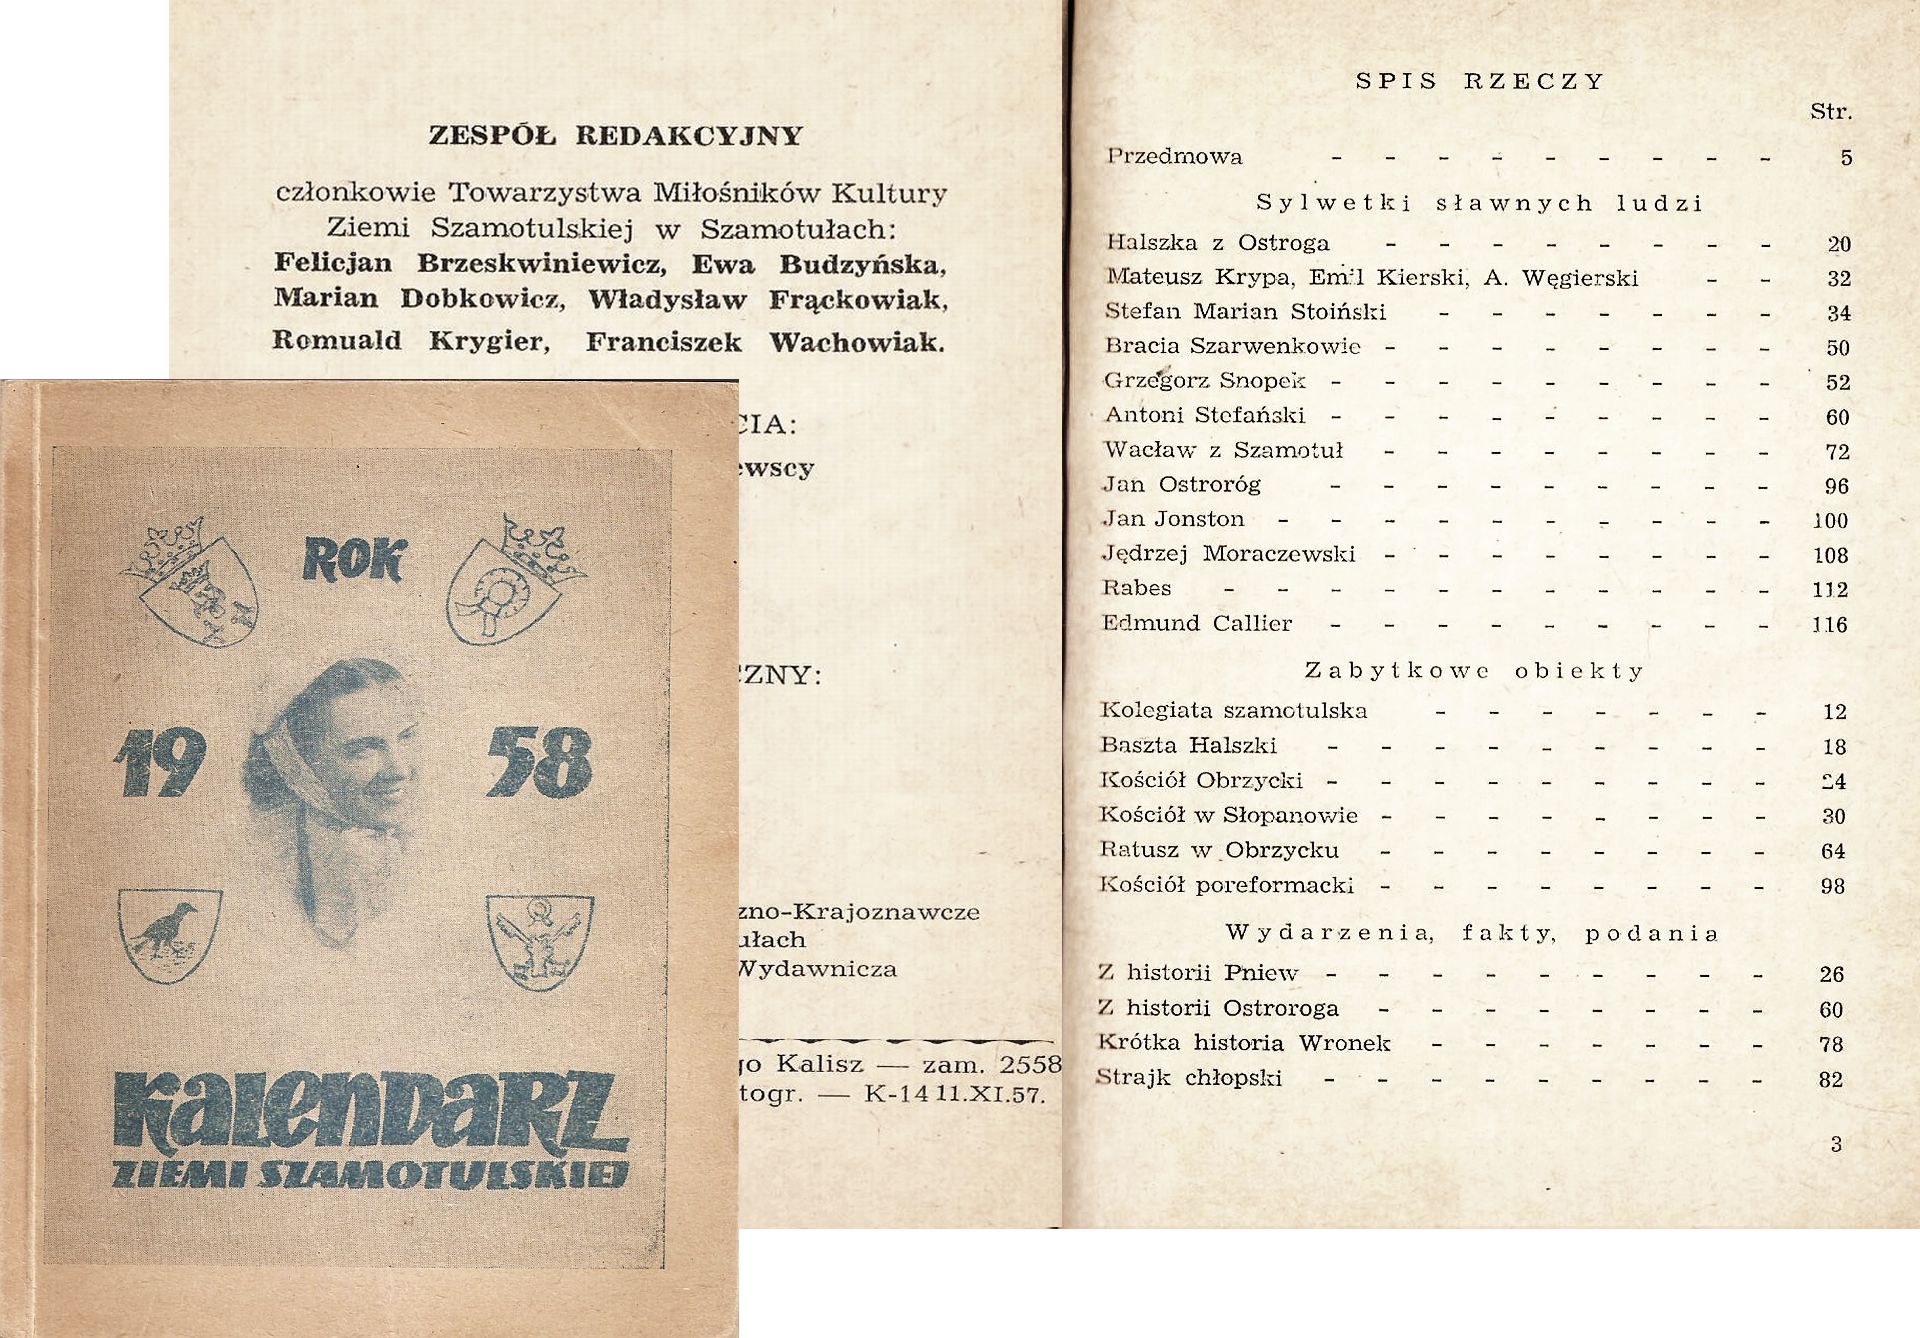 ZESPÓŁ REDAKCYJNY
członkowie Towarzystwa Miłośników Kultury
Ziemi Szamotulskiej w Szamotułach:
Felicjan Brzeskwiniewicz, Ewa Budzyńska,
Marian Dobkowicz, Władysław Frąckowiak,
Romuald Krygier, Franciszek Wachowiak.
CIA:
ewscy
CZNY:
zno-Krajoznawcze
ułach
Wydawnicza
go Kalisz — zam. 2558
togr. — K-14 11.XI.57.
ROK
19 58
KALENDARZ
ZIEMI SZAMOTULSKIEJ
SPIS RZECZY
Str.
Przedmowa - - - - - - - - - 5
Sylwetki sławnych ludzi
Halszka z Ostroga - - - - - - - - 20
Mateusz Krypa, Emil Kierski, A. Węgierski - - 32
Stefan Marian Stoiński - - - - - - - 34
Bracia Szarwenkowie - - - - - - - - 50
Grzegorz Snopek - - - - - - - - - 52
Antoni Stefański - - - - - - - - - 60
Wacław z Szamotuł - - - - - - - - 72
Jan Ostroróg - - - - - - - - - 96
Jan Jonston - - - - - - - - - - 100
Jędrzej Moraczewski - - - - - - - - 108
Rabes - - - - - - - - - - - 112
Edmund Callier - - - - - - - - - 116
Zabytkowe obiekty
Kolegiata szamotulska - - - - - - - 12
Baszta Halszki - - - - - - - - - 18
Kościół Obrzycki - - - - - - - - - 24
Kościół w Słopanowie - - - - - - - - 30
Ratusz w Obrzycku - - - - - - - - 64
Kościół poreformacki - - - - - - - - 98
Wydarzenia, fakty, podania
Z historii Pniew - - - - - - - - - 26
Z historii Ostroroga - - - - - - - - 60
Krótka historia Wronek - - - - - - - 78
Strajk chłopski - - - - - - - - - 82
3